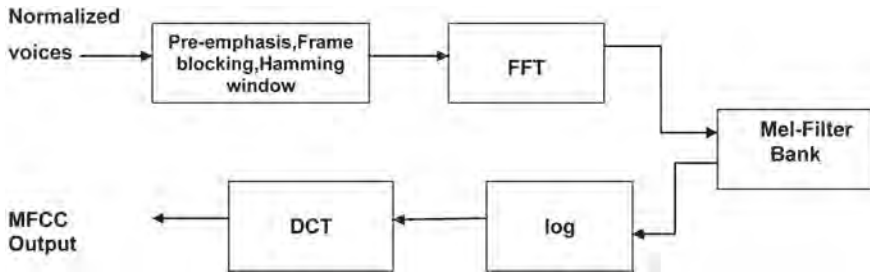 Normalized
voices
Pre-emphasis,Frame
blocking,Hamming
window
FFT
Mel-Filter
Bank
log
DCT
MFCC
Output